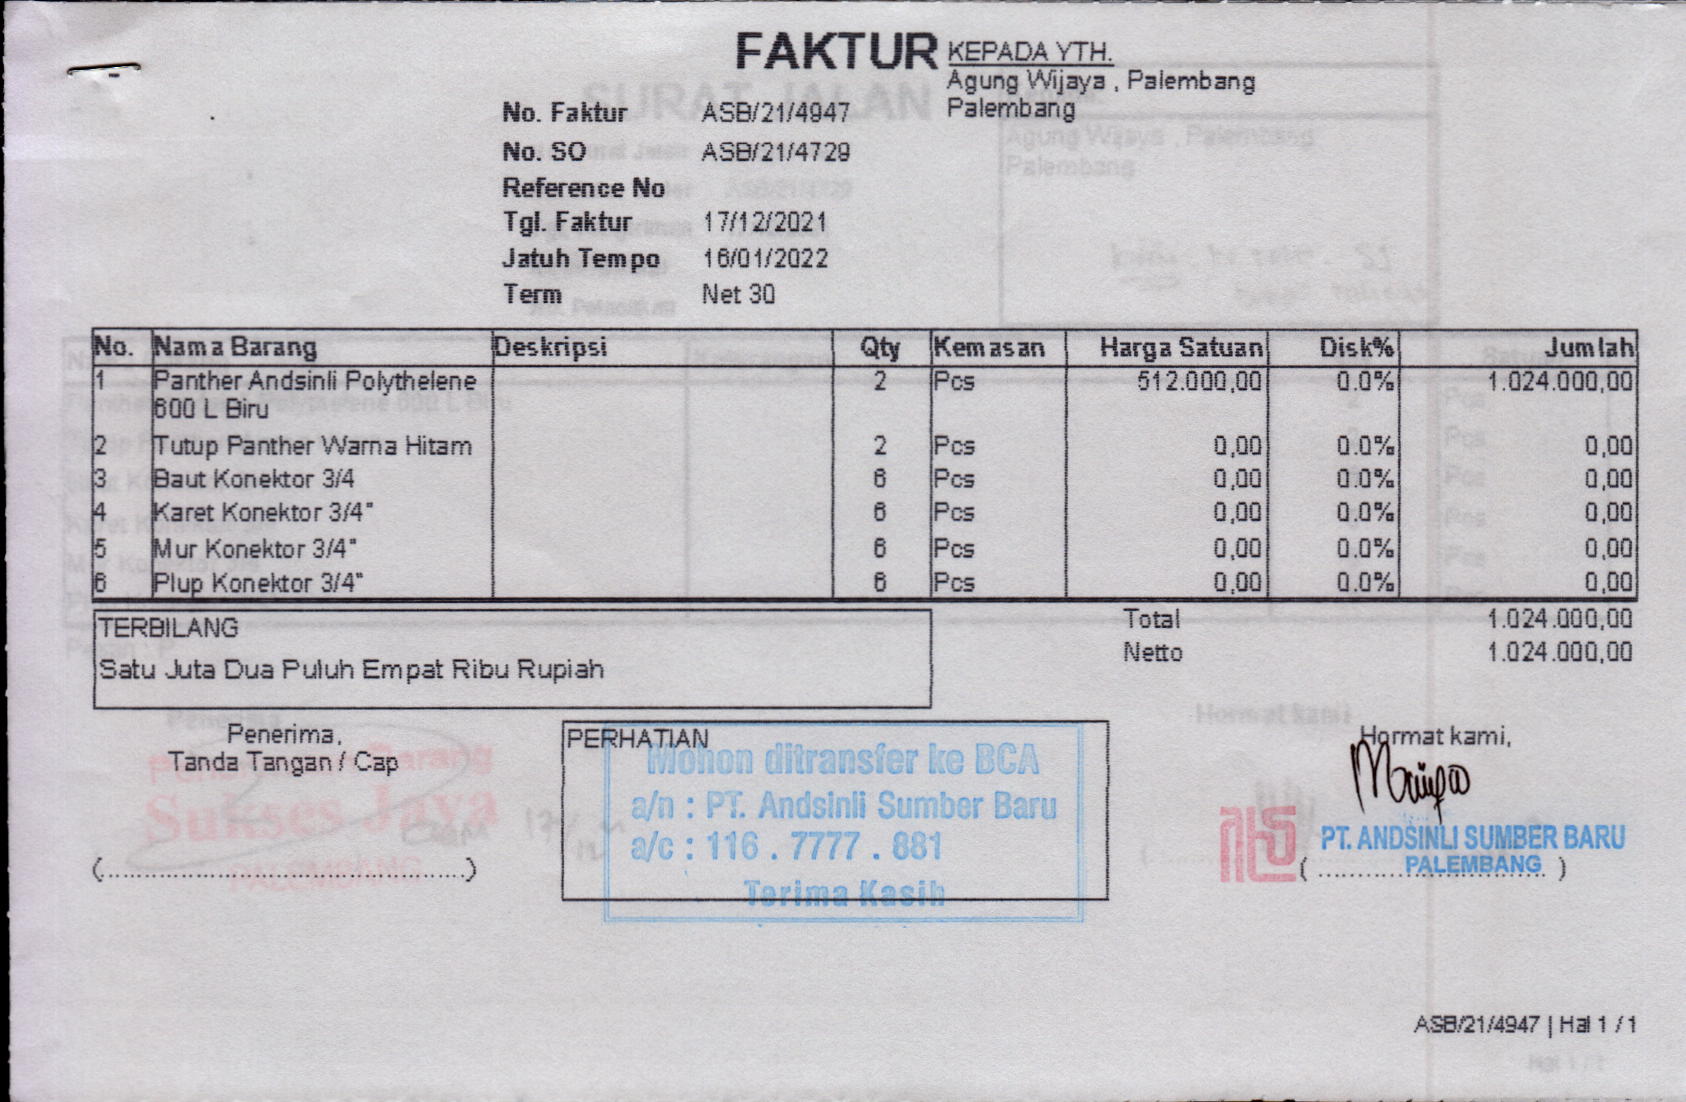 FAKTUR
KEPADA YTH.
Agung Wijaya , Palembang
Palembang
No. Faktur ASB/21/4947
No. SO ASB/21/4729
Reference No
Tgl. Faktur 17/12/2021
Jatuh Tempo 16/01/2022
Term Net 30
No. Nama Barang Deskripsi Qty Kemasan Harga Satuan Disk% Jumlah
1 Panther Andsinli Polythelene 2 Pcs 512.000,00 0.0% 1.024.000,00
600 L Biru
2 Tutup Panther Warna Hitam 2 Pcs 0,00 0.0% 0,00
3 Baut Konektor 3/4 6 Pcs 0,00 0.0% 0,00
4 Karet Konektor 3/4" 6 Pcs 0,00 0.0% 0,00
5 Mur Konektor 3/4" 6 Pcs 0,00 0.0% 0,00
6 Plup Konektor 3/4" 6 Pcs 0,00 0.0% 0,00
TERBILANG
Satu Juta Dua Puluh Empat Ribu Rupiah
Total 1.024.000,00
Netto 1.024.000,00
Penerima,
Tanda Tangan / Cap
Sukses Jaya
PALEMBANG
(........................................)
PERHATIAN
Mohon ditransfer ke BCA
a/n : PT. Andsinli Sumber Baru
a/c : 116 . 7777 . 881
Terima Kasih
Hormat kami,
PT. ANDSINLI SUMBER BARU
PALEMBANG
(............................)
ASB/21/4947 | Hal 1 / 1